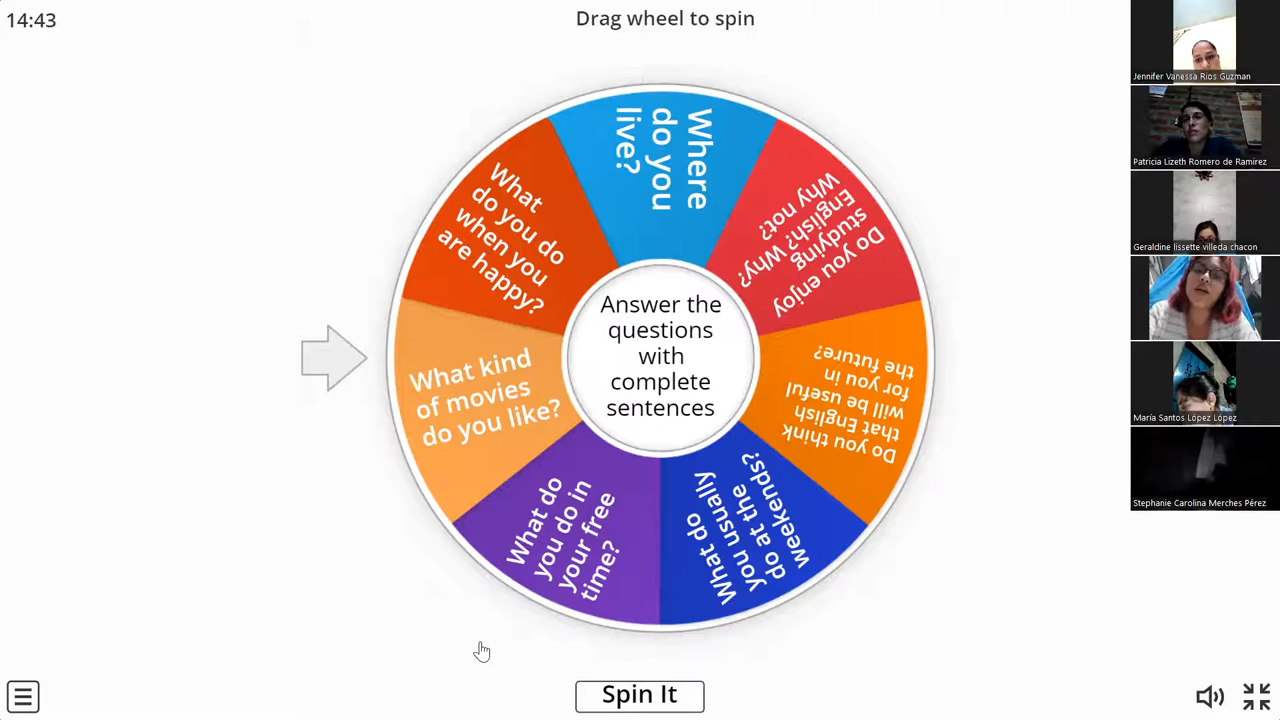 14:43
Drag wheel to spin
Where
do you
live?
Do you enjoy
studying
English? Why?
Why not?
Do you think
that English
will be useful
for you in
the future?
What do
you usually
do at the
weekends?
What do
you do in
your free
time?
What kind
of movies
do you like?
What
do you do
when you
are happy?
Answer the
questions
with
complete
sentences
Spin It
Jennifer Vanessa Rios Guzman
Patricia Lizeth Romero de Ramirez
Geraldine lissette villeda chacon
María Santos López López
Stephanie Carolina Merches Pérez